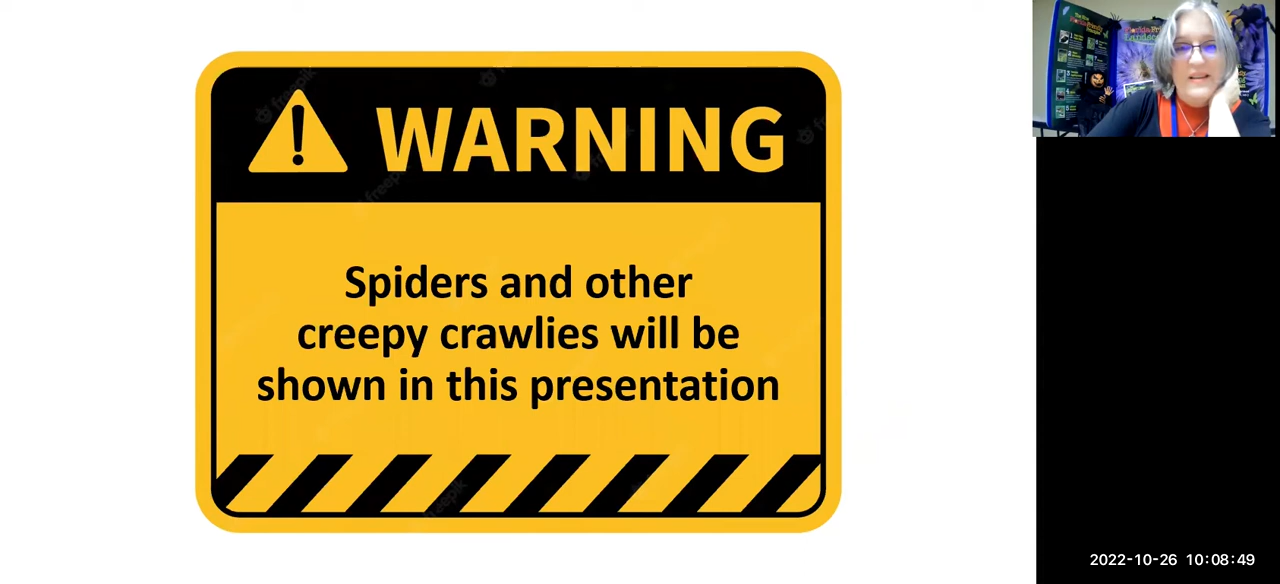 WARNING
Spiders and other
creepy crawlies will be
shown in this presentation
2022-10-26 10:08:49